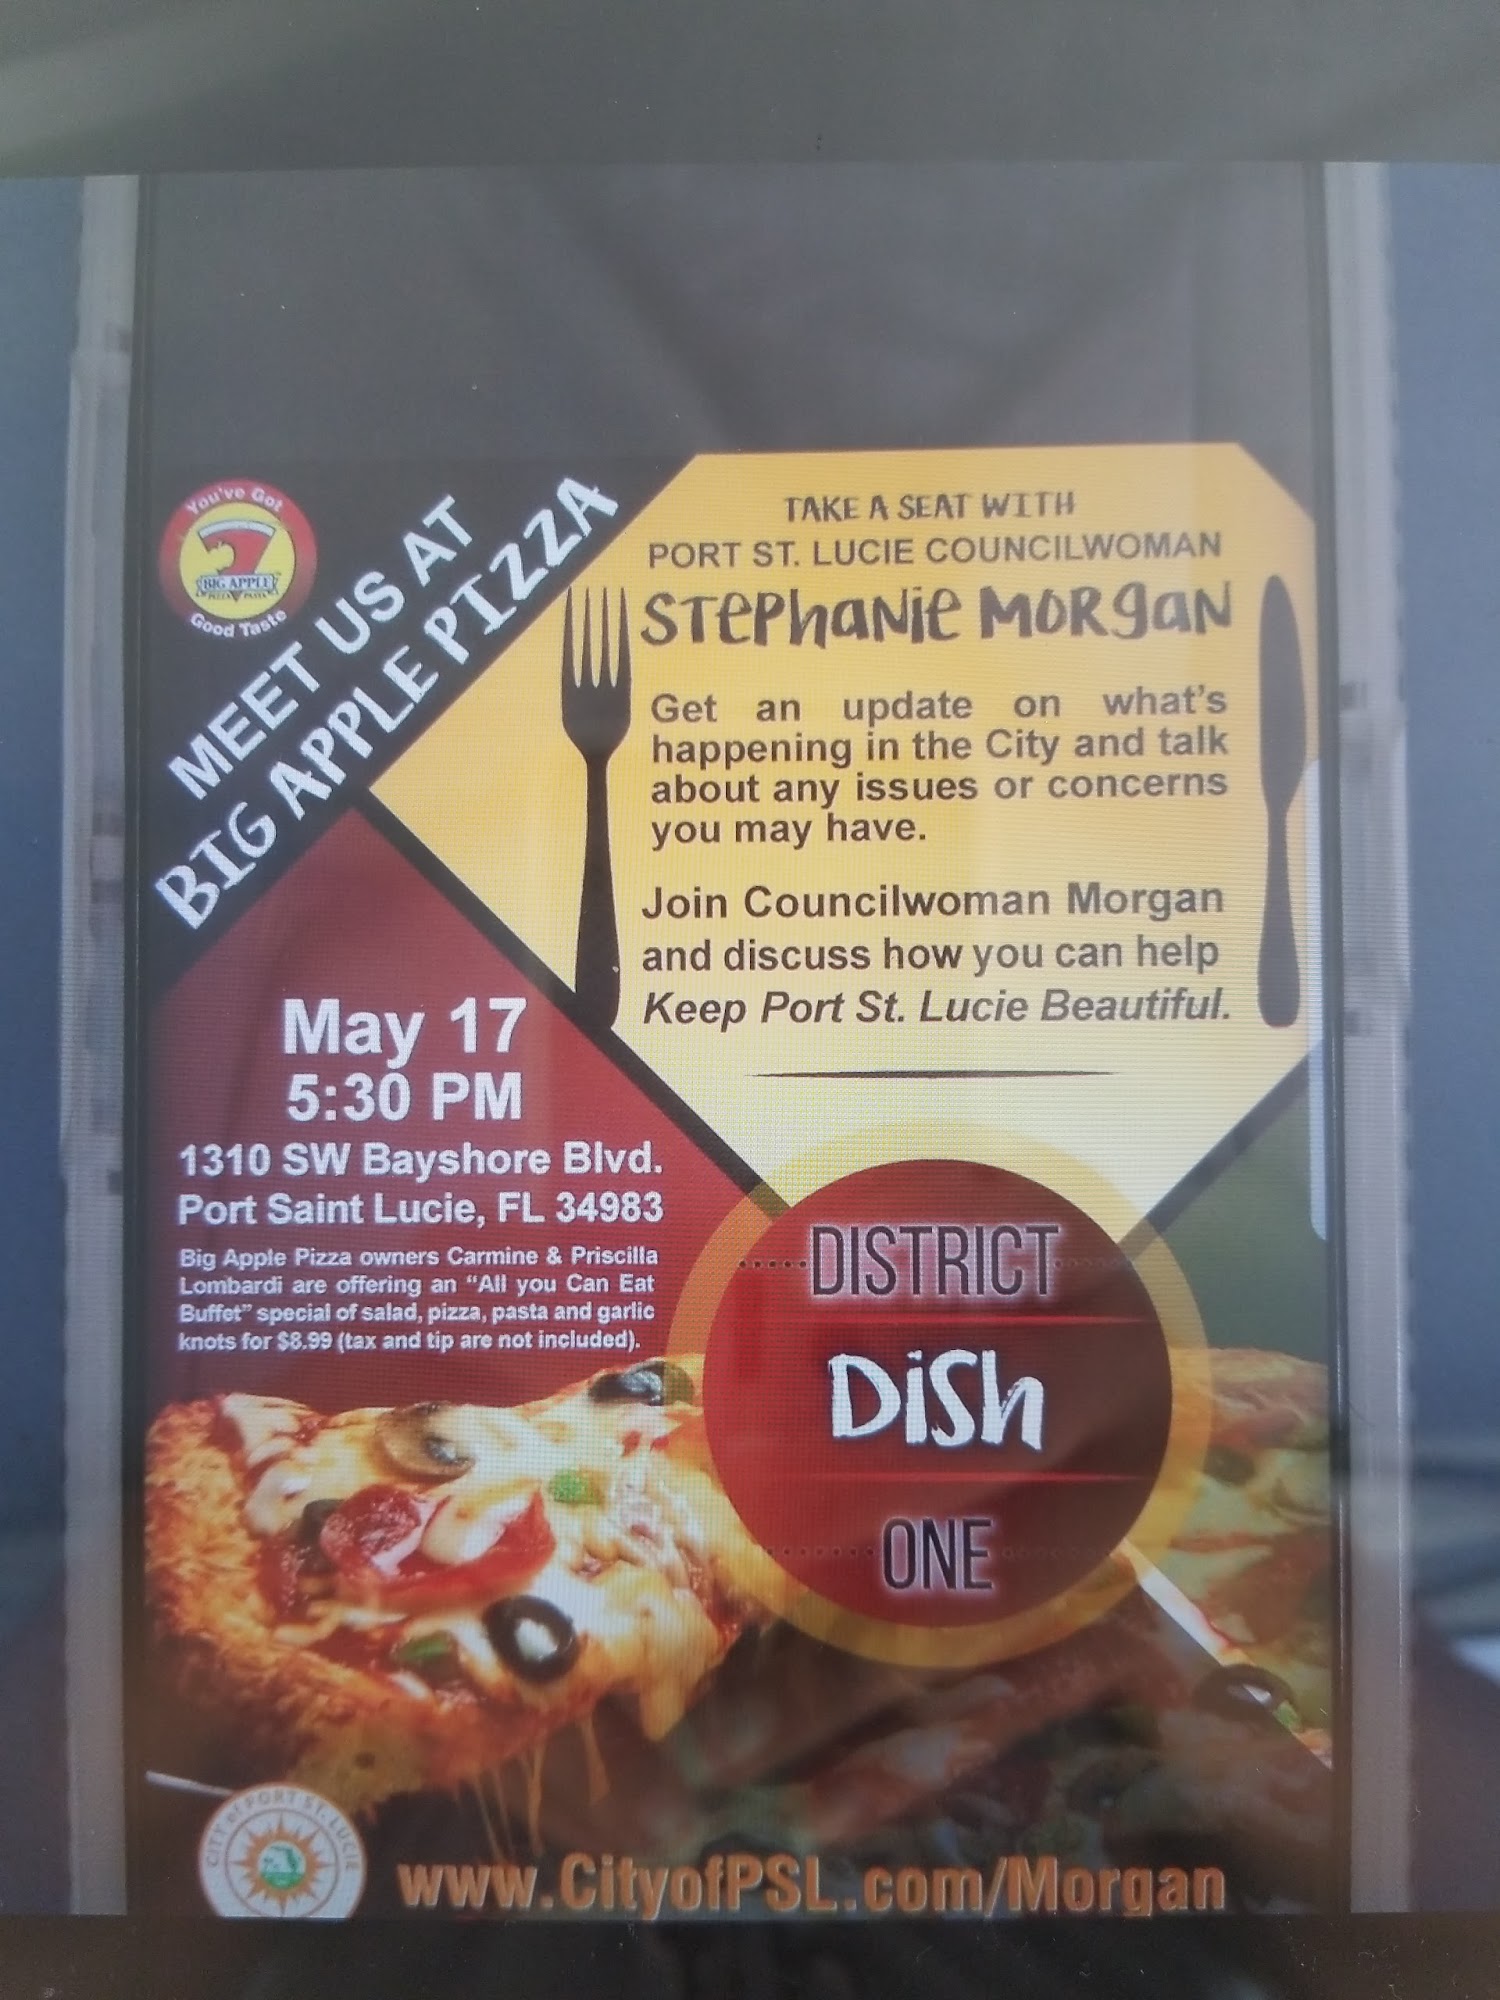 You've Got
BIG APPLE
PIZZA PASTA
Good Taste
MEET US AT
BIG APPLE PIZZA
TAKE A SEAT WITH
PORT ST. LUCIE COUNCILWOMAN
STEPHANIE MORGAN
Get an update on what's
happening in the City and talk
about any issues or concerns
you may have.
Join Councilwoman Morgan
and discuss how you can help
Keep Port St. Lucie Beautiful.
May 17
5:30 PM
1310 SW Bayshore Blvd.
Port Saint Lucie, FL 34983
Big Apple Pizza owners Carmine & Priscilla
Lombardi are offering an "All you Can Eat
Buffet" special of salad, pizza, pasta and garlic
knots for $8.99 (tax and tip are not included).
DISTRICT
DiSh
ONE
CITY of PORT ST. LUCIE
www.CityofPSL.com/Morgan